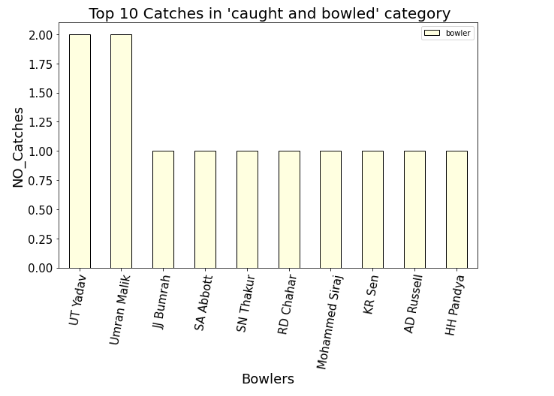 Top 10 Catches in 'caught and bowled' category
bowler
NO_Catches
2.00
1.75
1.50
1.25
1.00
0.75
0.50
0.25
0.00
UT Yadav
Umran Malik
JJ Bumrah
SA Abbott
SN Thakur
RD Chahar
Mohammed Siraj
KR Sen
AD Russell
HH Pandya
Bowlers